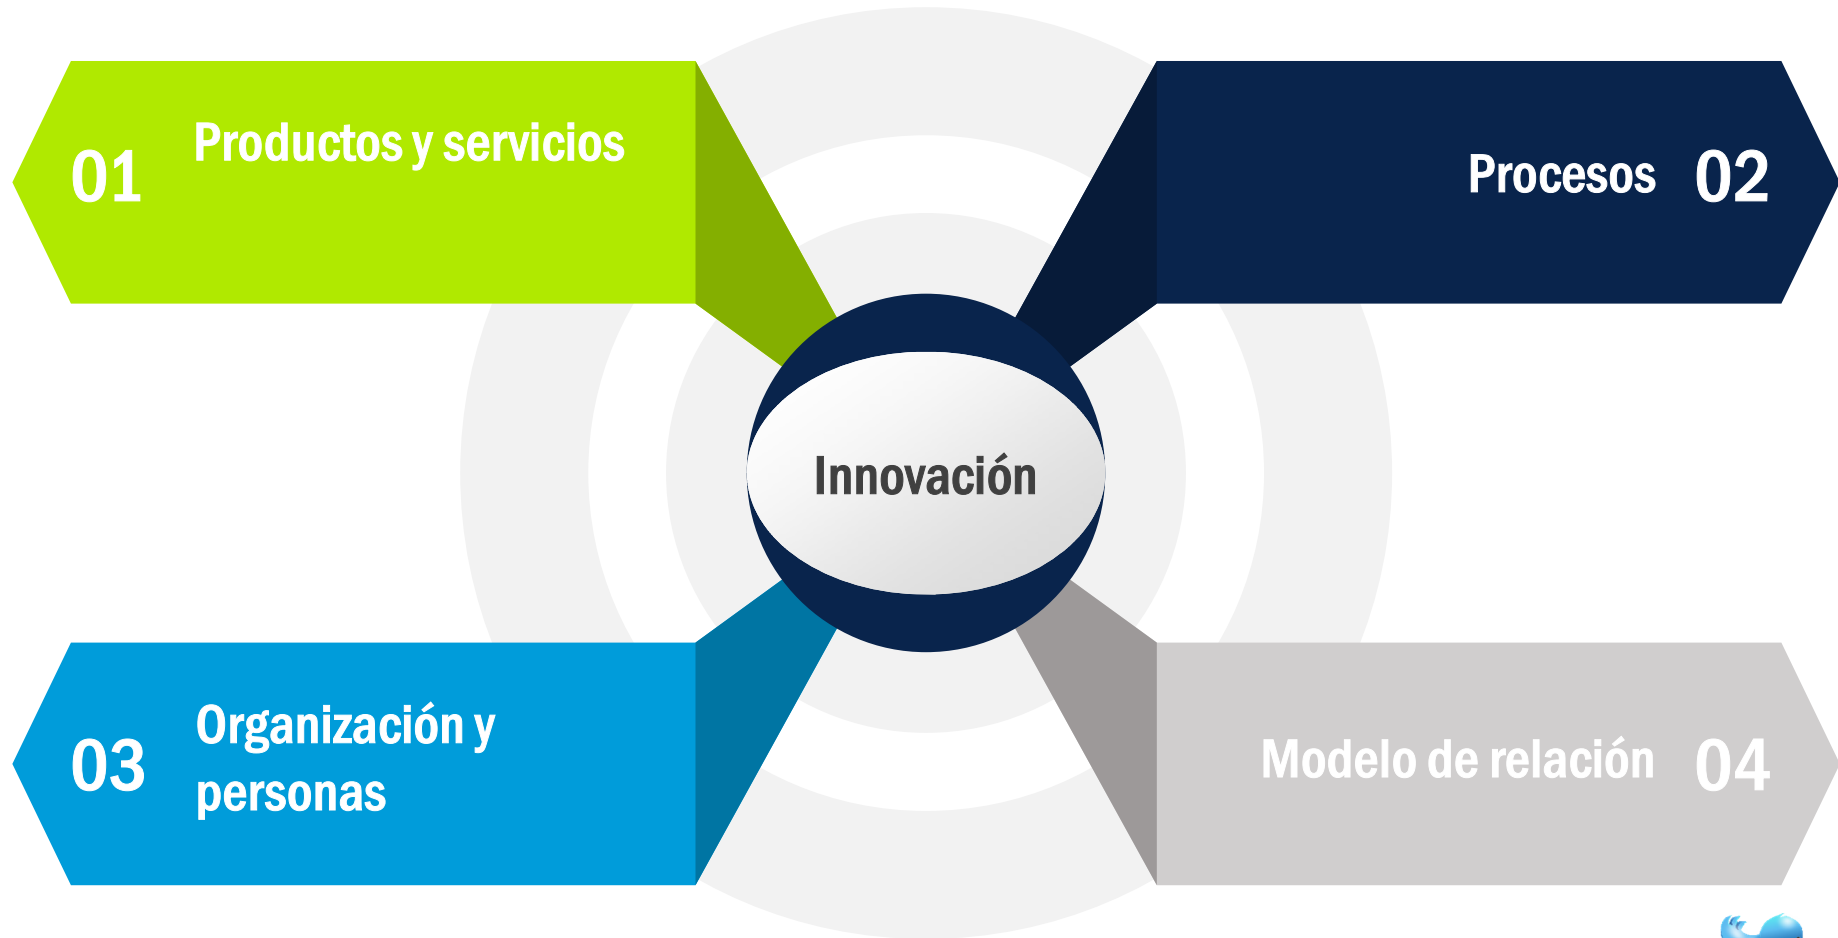 01
Productos y servicios
Procesos
02
Innovación
03
Organización y
personas
Modelo de relación
04